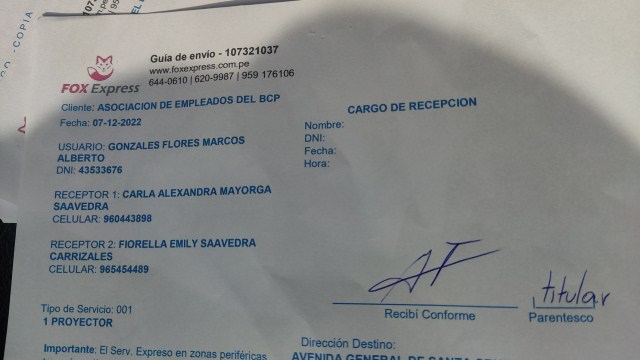 COPIA
Guía de envío - 107321037
www.foxexpress.com.pe
644-0610 | 620-9987 | 959 176106
FOX Express
Cliente: ASOCIACION DE EMPLEADOS DEL BCP
Fecha: 07-12-2022
CARGO DE RECEPCION
Nombre:
DNI:
Fecha:
Hora:
USUARIO: GONZALES FLORES MARCOS
ALBERTO
DNI: 43533676
RECEPTOR 1: CARLA ALEXANDRA MAYORGA
SAAVEDRA
CELULAR: 960443898
RECEPTOR 2: FIORELLA EMILY SAAVEDRA
CARRIZALES
CELULAR: 965454489
titular
Recibí Conforme
Parentesco
Tipo de Servicio: 001
1 PROYECTOR
Dirección Destino:
AVENIDA GENERAL DE SANTA
Importante: El Serv. Expreso en zonas periféricas